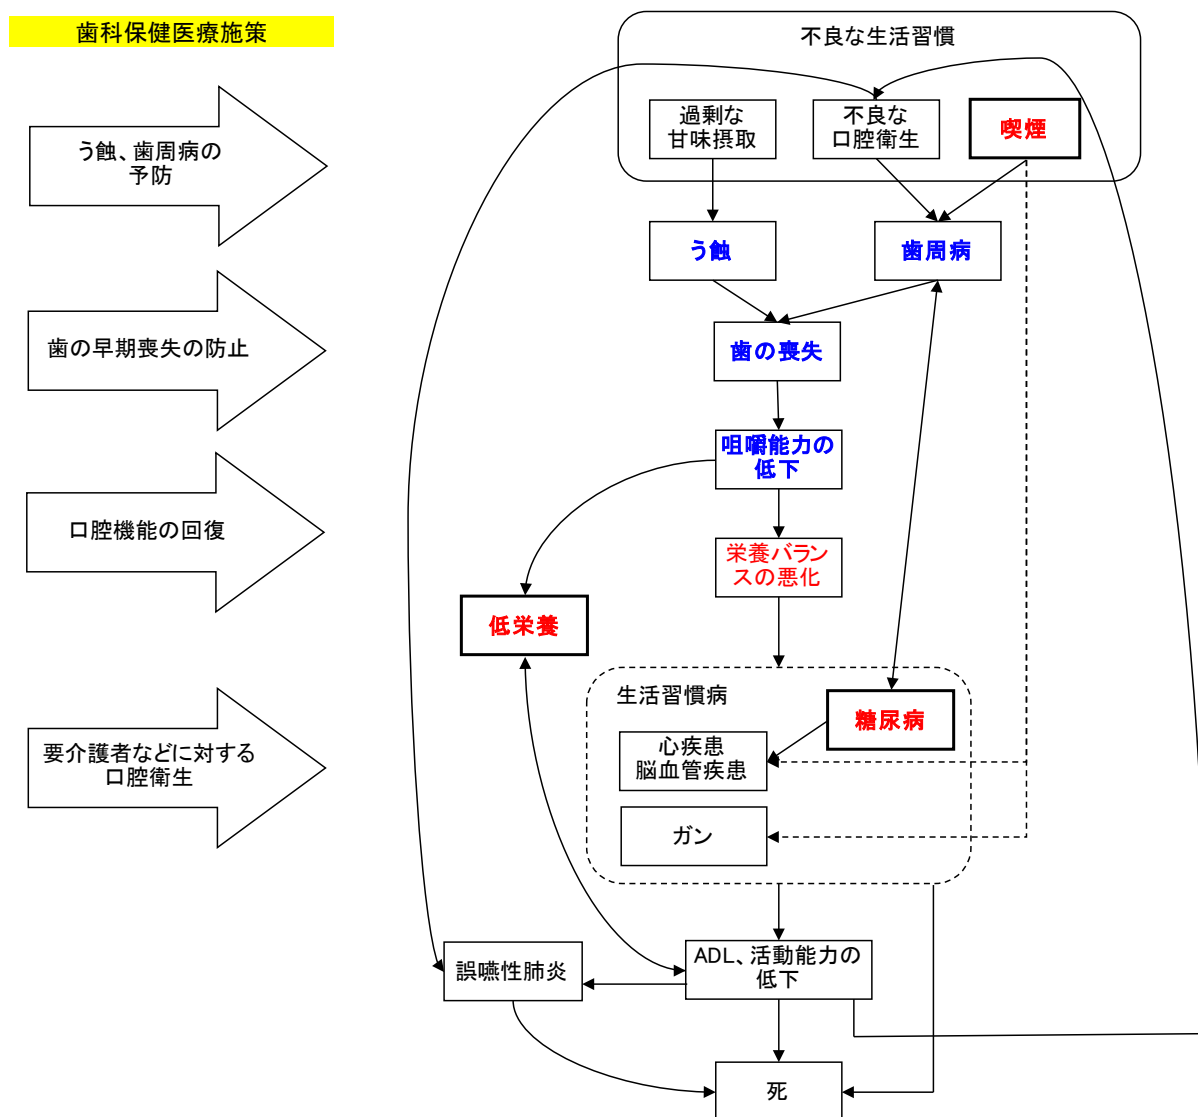 歯科保健医療施策
う蝕、歯周病の
予防
歯の早期喪失の防止
口腔機能の回復
要介護者などに対する
口腔衛生
不良な生活習慣
過剰な
甘味摂取
不良な
口腔衛生
喫煙
う蝕
歯周病
歯の喪失
咀嚼能力の
低下
栄養バラン
スの悪化
低栄養
生活習慣病
糖尿病
心疾患
脳血管疾患
ガン
誤嚥性肺炎
ADL、活動能力の
低下
死